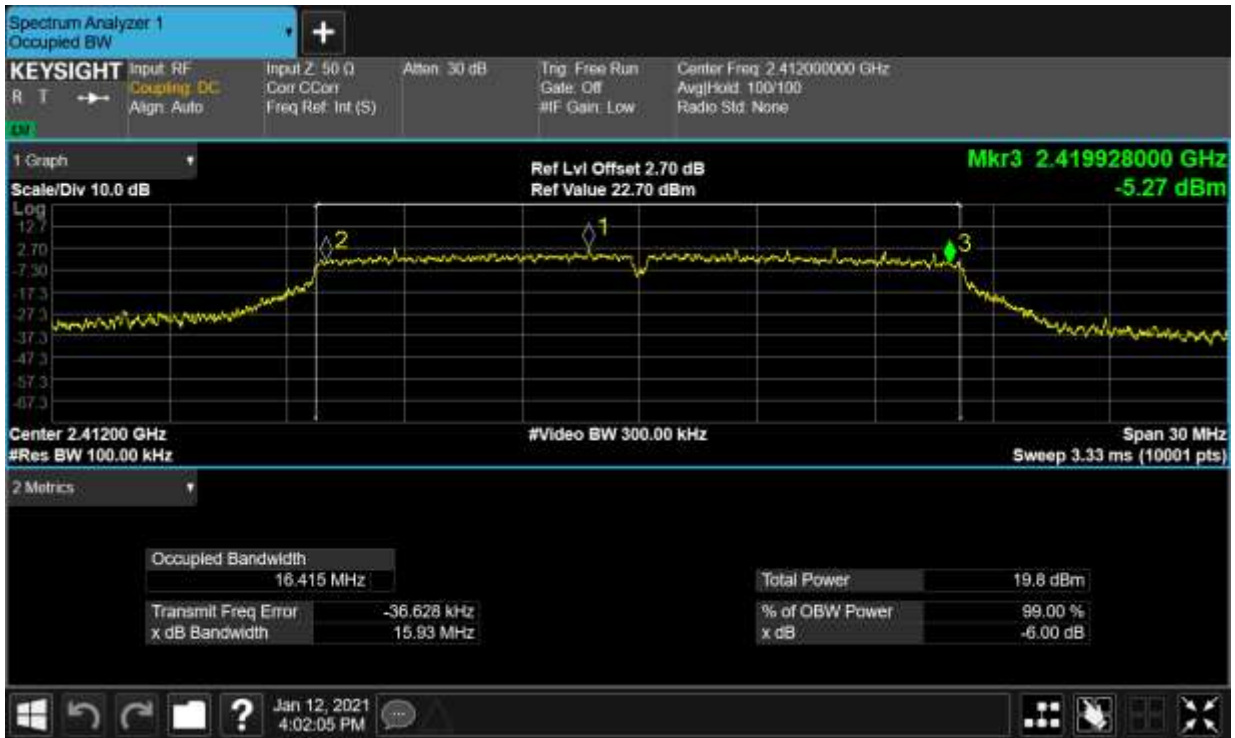 Spectrum Analyzer 1
Occupied BW
+
KEYSIGHT
R T
Input: RF
Coupling: DC
Align: Auto
Input Z: 50 Ω
Corr CCorr
Freq Ref: Int (S)
Atten: 30 dB
Trig: Free Run
Gate: Off
#IF Gain: Low
Center Freq: 2.412000000 GHz
Avg|Hold: 100/100
Radio Std: None
1 Graph
Scale/Div 10.0 dB
Ref Lvl Offset 2.70 dB
Ref Value 22.70 dBm
Mkr3 2.419928000 GHz
-5.27 dBm
Log
12.7
2.70
-7.30
-17.3
-27.3
-37.3
-47.3
-57.3
-67.3
2
1
3
Center 2.41200 GHz
#Res BW 100.00 kHz
#Video BW 300.00 kHz
Span 30 MHz
Sweep 3.33 ms (10001 pts)
2 Metrics
Occupied Bandwidth
16.415 MHz
Transmit Freq Error -36.628 kHz
x dB Bandwidth 15.93 MHz
Total Power 19.8 dBm
% of OBW Power 99.00 %
x dB -6.00 dB
?
Jan 12, 2021
4:02:05 PM